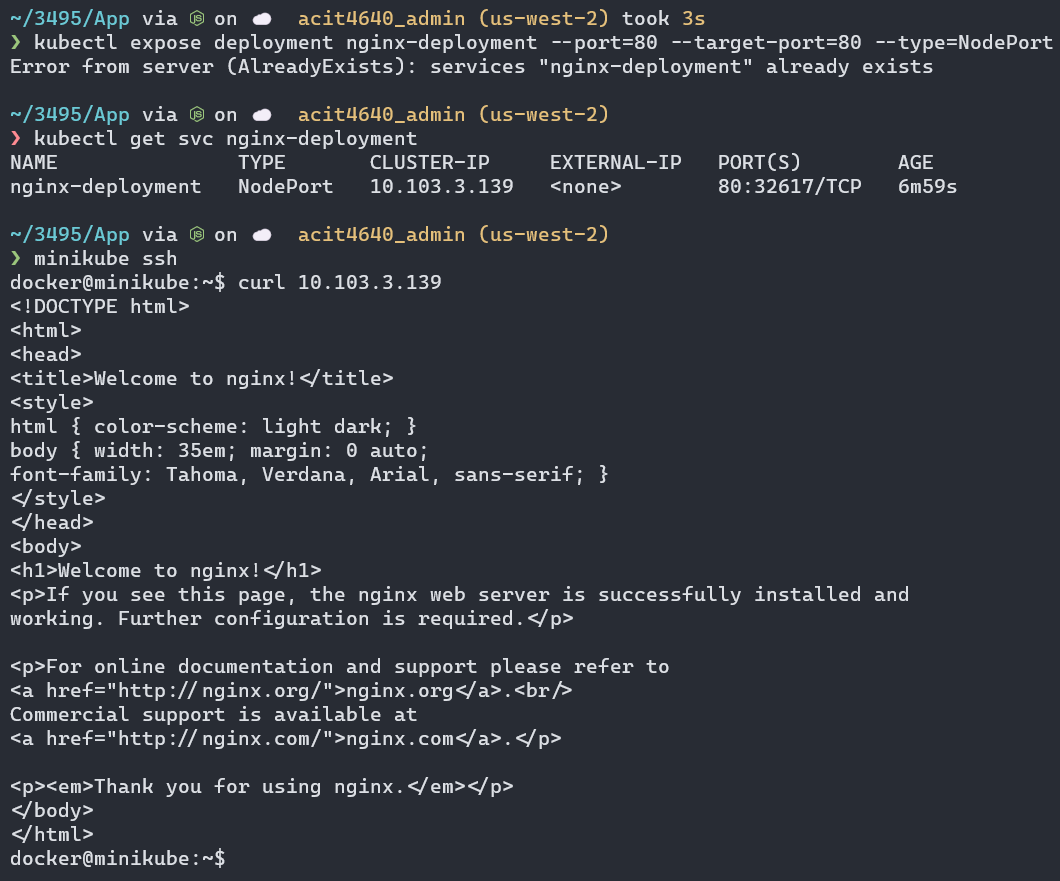 ~/3495/App via JS on acit4640_admin (us-west-2) took 3s
❯ kubectl expose deployment nginx-deployment --port=80 --target-port=80 --type=NodePort
Error from server (AlreadyExists): services "nginx-deployment" already exists
~/3495/App via JS on acit4640_admin (us-west-2)
❯ kubectl get svc nginx-deployment
NAME TYPE CLUSTER-IP EXTERNAL-IP PORT(S) AGE
nginx-deployment NodePort 10.103.3.139 <none> 80:32617/TCP 6m59s
~/3495/App via JS on acit4640_admin (us-west-2)
❯ minikube ssh
docker@minikube:~$ curl 10.103.3.139
<!DOCTYPE html>
<html>
<head>
<title>Welcome to nginx!</title>
<style>
html { color-scheme: light dark; }
body { width: 35em; margin: 0 auto;
font-family: Tahoma, Verdana, Arial, sans-serif; }
</style>
</head>
<body>
<h1>Welcome to nginx!</h1>
<p>If you see this page, the nginx web server is successfully installed and
working. Further configuration is required.</p>
<p>For online documentation and support please refer to
<a href="http://nginx.org/">nginx.org</a>.<br/>
Commercial support is available at
<a href="http://nginx.com/">nginx.com</a>.</p>
<p><em>Thank you for using nginx.</em></p>
</body>
</html>
docker@minikube:~$